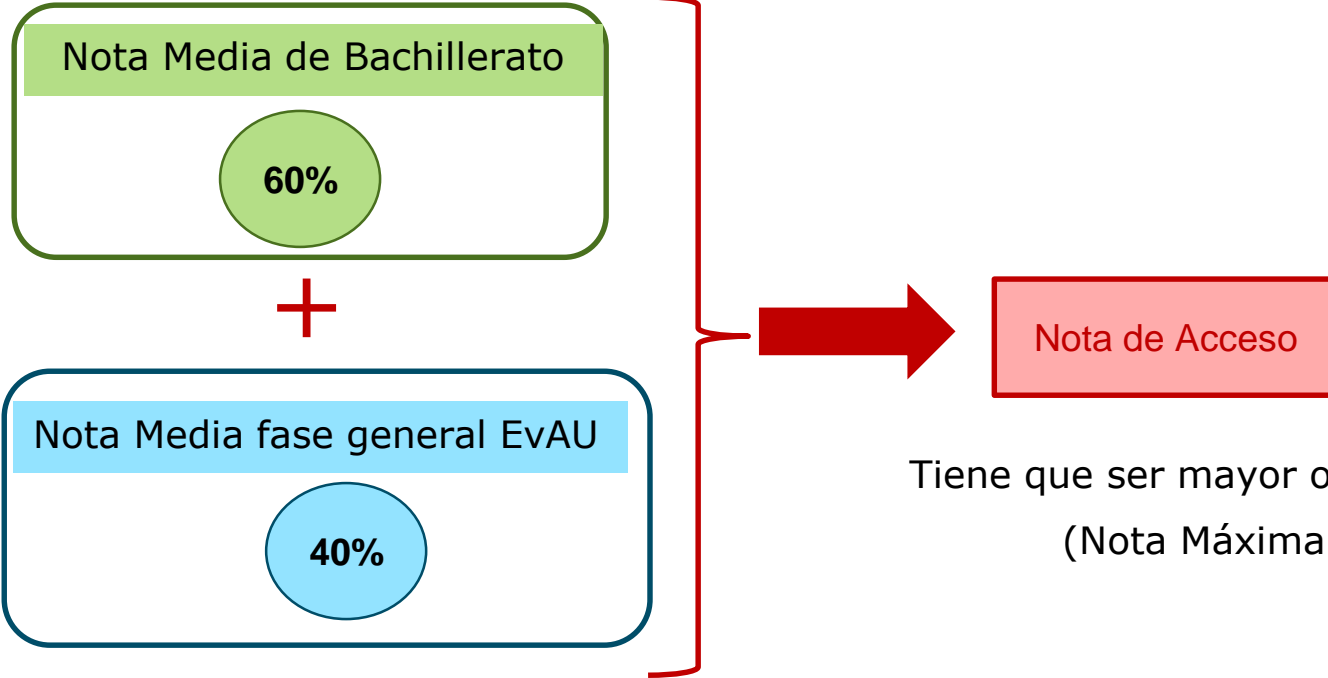 Nota Media de Bachillerato
60%
+
Nota Media fase general EvAU
40%
Nota de Acceso
Tiene que ser mayor o
(Nota Máxima